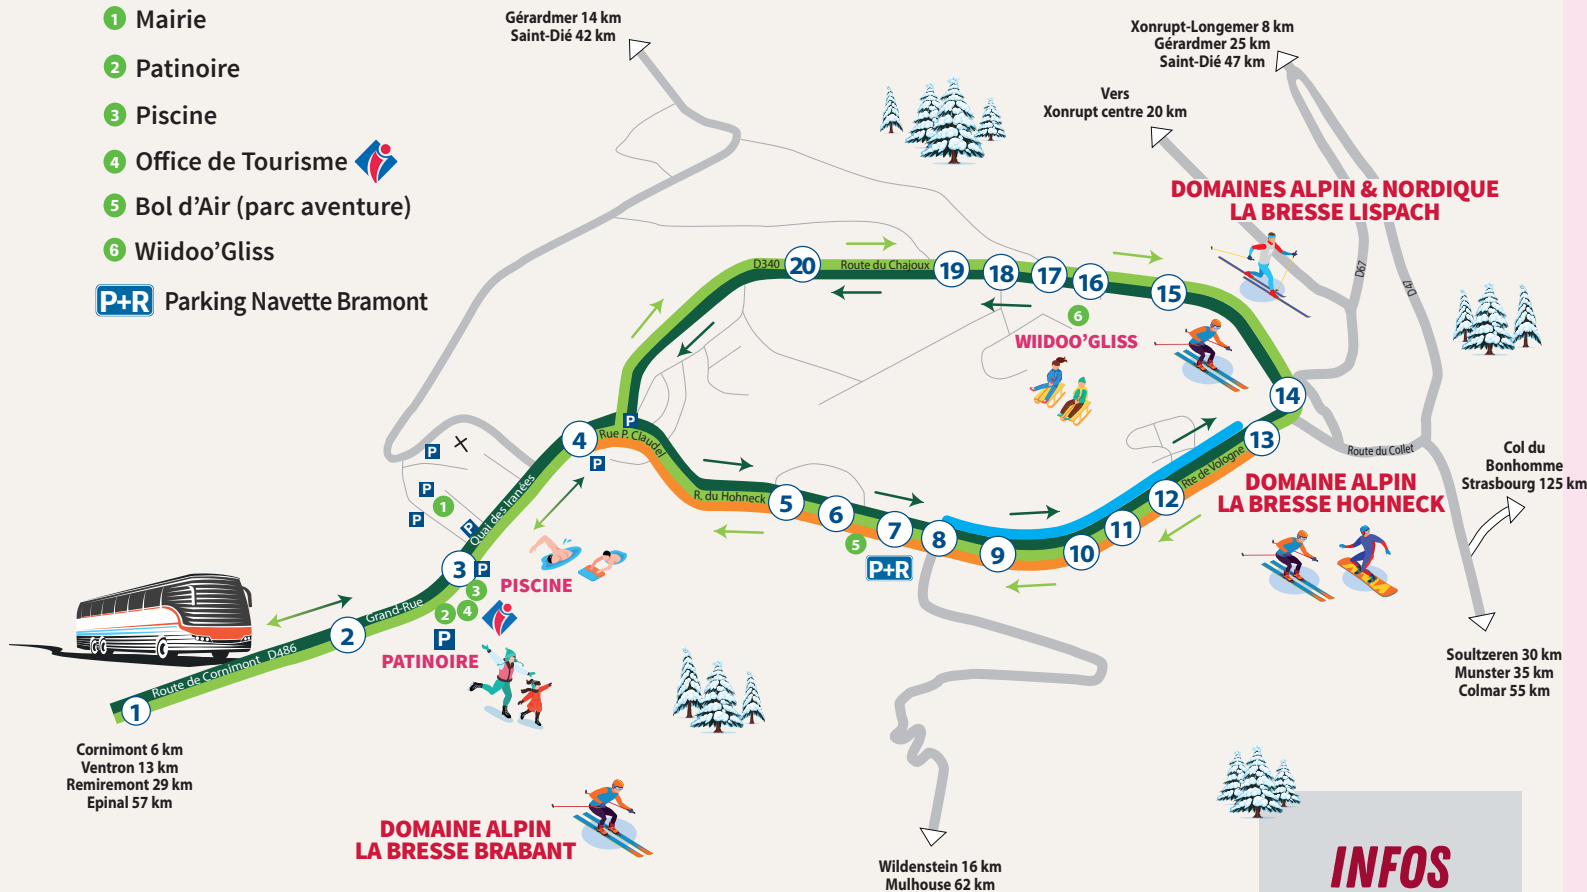 1 Mairie
2 Patinoire
3 Piscine
4 Office de Tourisme
5 Bol d'Air (parc aventure)
6 Wiidoo'Gliss
P+R Parking Navette Bramont
Gérardmer 14 km
Saint-Dié 42 km
Xonrupt-Longemer 8 km
Gérardmer 25 km
Saint-Dié 47 km
Vers
Xonrupt centre 20 km
DOMAINES ALPIN & NORDIQUE
LA BRESSE LISPACH
D67
D47
D340
20
Route du Chajoux
19
18
17
16
15
6
WIIDOO'GLISS
14
13
Route du Collet
Col du
Bonhomme
Strasbourg 125 km
DOMAINE ALPIN
LA BRESSE HOHNECK
Rte de Vologne
12
11
10
9
8
7
6
5
5
P+R
R. du Hohneck
Rue P. Claudel
P
4
P
P
P
P
1
P
Quai des Iranées
3
P
PISCINE
3
2
4
P
PATINOIRE
Grand-Rue
2
Route de Cornimont D486
1
Cornimont 6 km
Ventron 13 km
Remiremont 29 km
Epinal 57 km
Soultzeren 30 km
Munster 35 km
Colmar 55 km
DOMAINE ALPIN
LA BRESSE BRABANT
Wildenstein 16 km
Mulhouse 62 km
INFOS